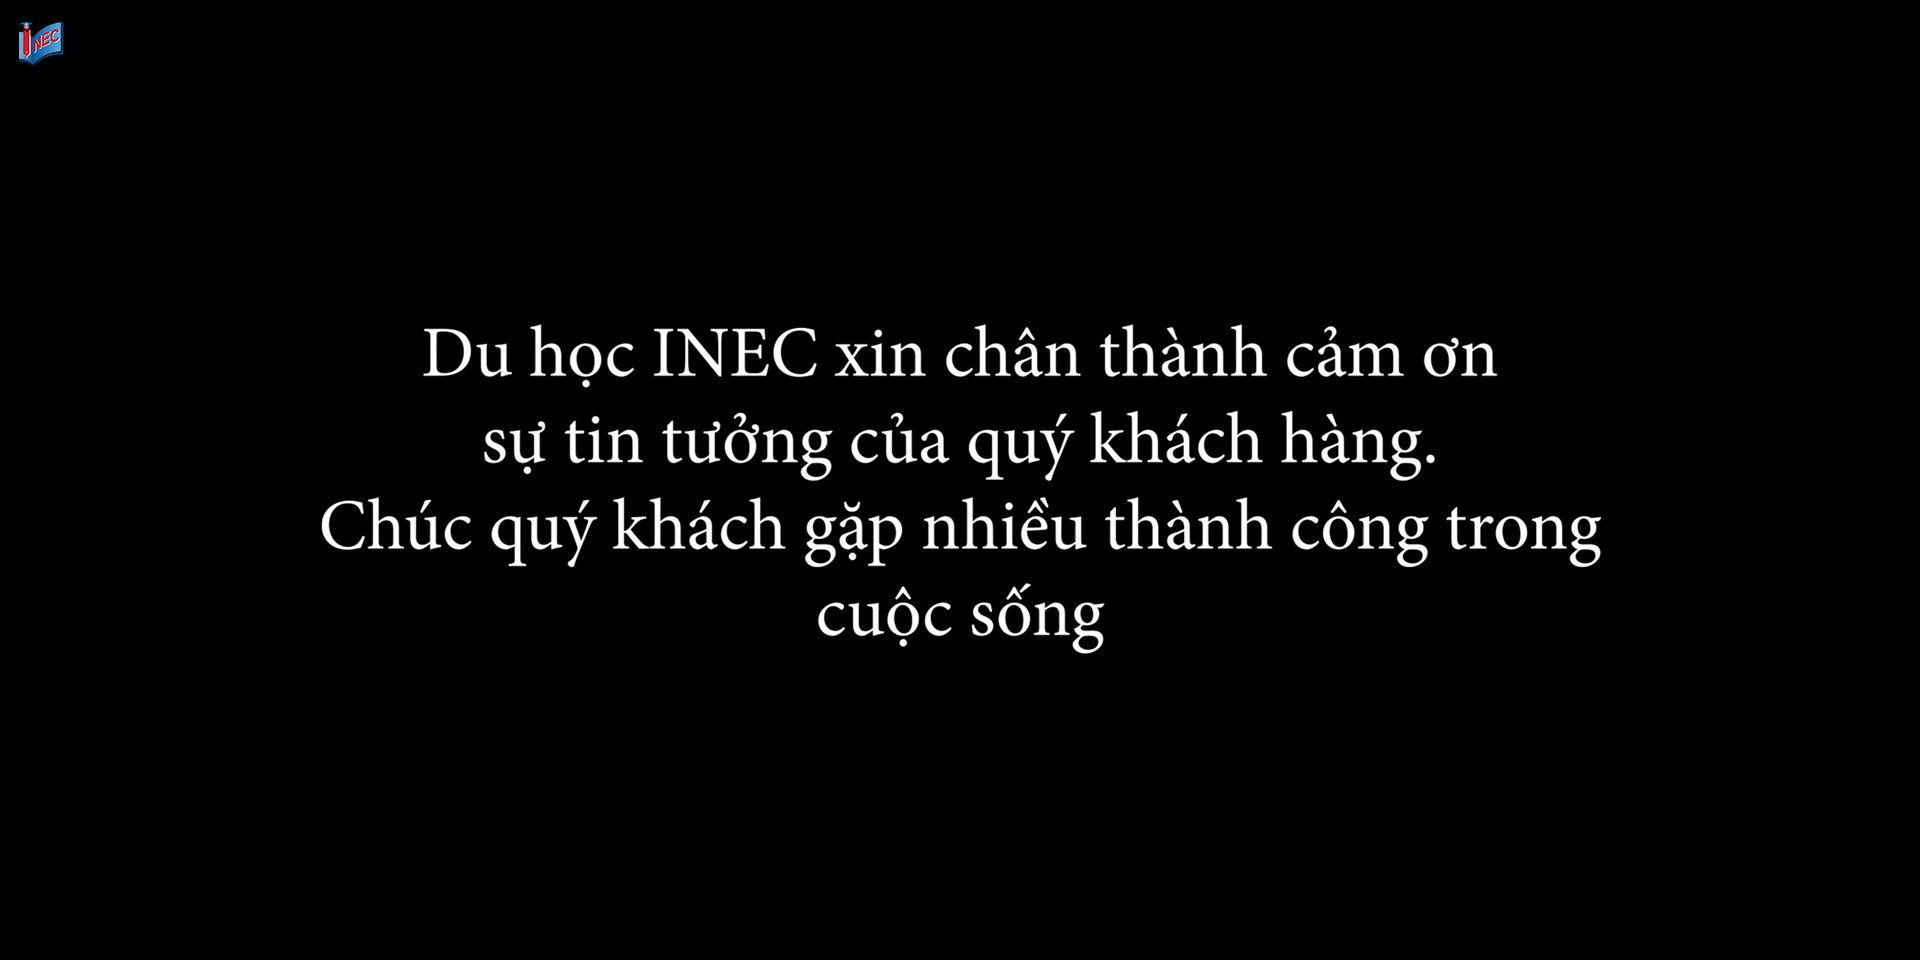 INEC
Du học INEC xin chân thành cảm ơn
sự tin tưởng của quý khách hàng.
Chúc quý khách gặp nhiều thành công trong
cuộc sống